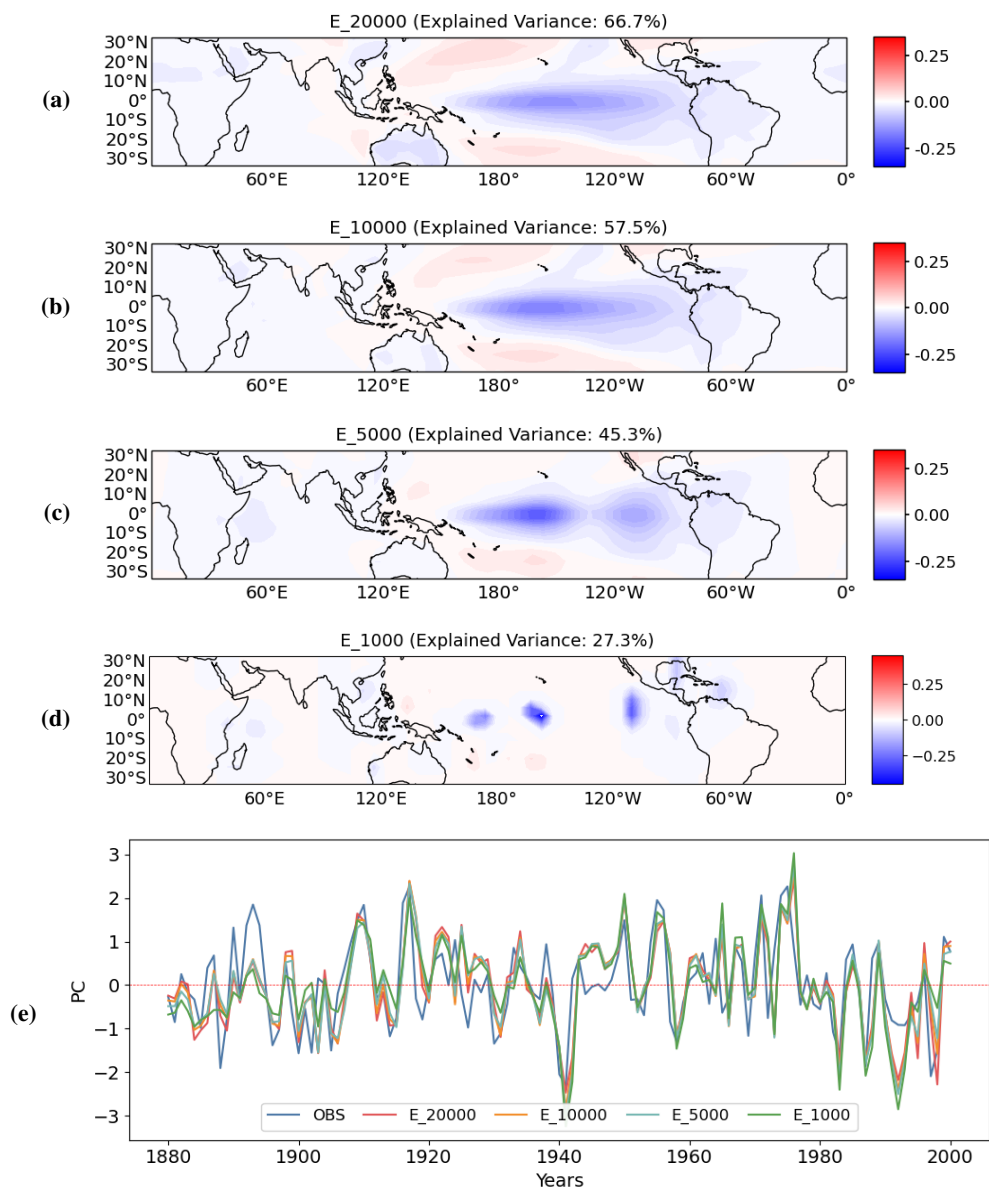 E_20000 (Explained Variance: 66.7%)
(a)
30°N
20°N
10°N
0°
10°S
20°S
30°S
60°E 120°E 180° 120°W 60°W 0°
0.25
0.00
-0.25
E_10000 (Explained Variance: 57.5%)
(b)
30°N
20°N
10°N
0°
10°S
20°S
30°S
60°E 120°E 180° 120°W 60°W 0°
0.25
0.00
-0.25
E_5000 (Explained Variance: 45.3%)
(c)
30°N
20°N
10°N
0°
10°S
20°S
30°S
60°E 120°E 180° 120°W 60°W 0°
0.25
0.00
-0.25
E_1000 (Explained Variance: 27.3%)
(d)
30°N
20°N
10°N
0°
10°S
20°S
30°S
60°E 120°E 180° 120°W 60°W 0°
0.25
0.00
−0.25
(e)
PC
3
2
1
0
−1
−2
−3
OBS E_20000 E_10000 E_5000 E_1000
1880 1900 1920 1940 1960 1980 2000
Years